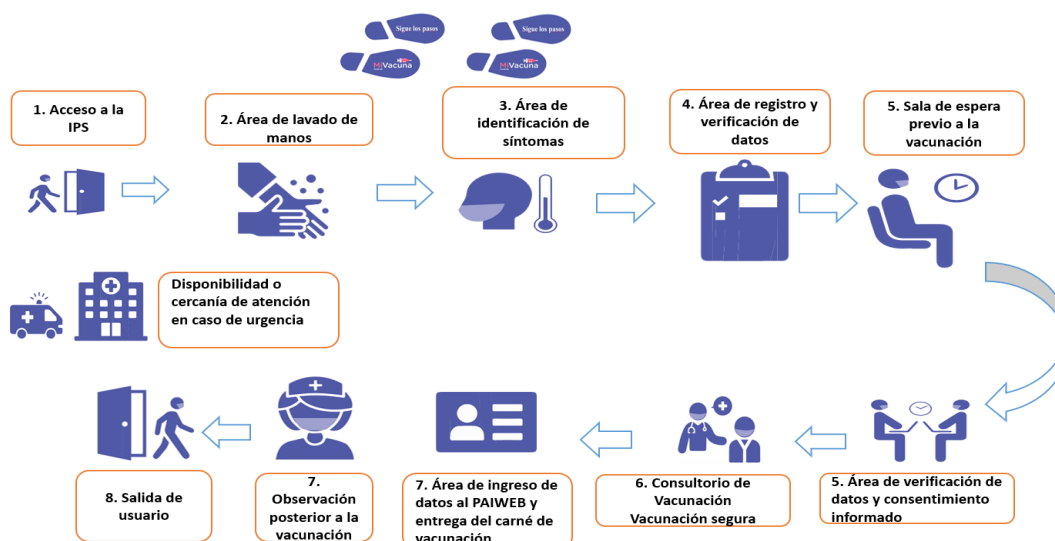 Sigue los pasos
Sigue los pasos
MiVacuna
MiVacuna
1. Acceso a la
IPS
2. Área de lavado de
manos
3. Área de
identificación de
síntomas
4. Área de registro y
verificación de
datos
5. Sala de espera
previo a la
vacunación
Disponibilidad o
cercanía de atención
en caso de urgencia
8. Salida de
usuario
7.
Observación
posterior a la
vacunación
7. Área de ingreso de
datos al PAIWEB y
entrega del carné de
vacunación
6. Consultorio de
Vacunación
Vacunación segura
5. Área de verificación de
datos y consentimiento
informado